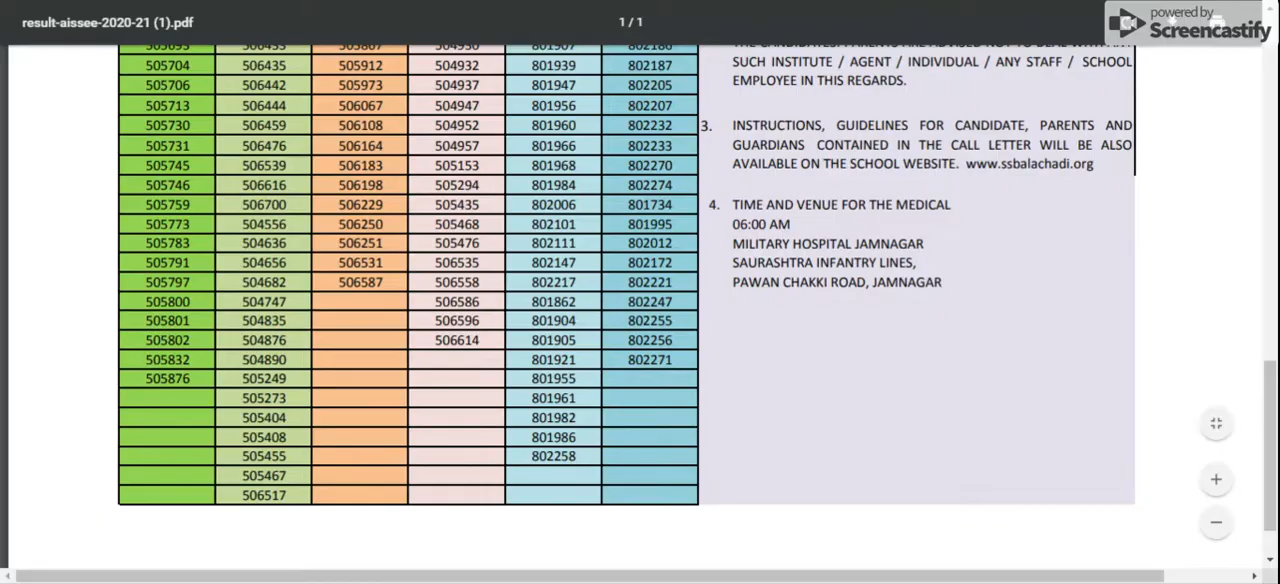 result-aissee-2020-21 (1).pdf
1 / 1
powered by
Screencastify
505704 506435 505912 504932 801939 802187
505706 506442 505973 504937 801947 802205
505713 506444 506067 504947 801956 802207
505730 506459 506108 504952 801960 802232
505731 506476 506164 504957 801966 802233
505745 506539 506183 505153 801968 802270
505746 506616 506198 505294 801984 802274
505759 506700 506229 505435 802006 801734
505773 504556 506250 505468 802101 801995
505783 504636 506251 505476 802111 802012
505791 504656 506531 506535 802147 802172
505797 504682 506587 506558 802217 802221
505800 504747 506586 801862 802247
505801 504835 506596 801904 802255
505802 504876 506614 801905 802256
505832 504890 801921 802271
505876 505249 801955
505273 801961
505404 801982
505408 801986
505455 802258
505467
506517
SUCH INSTITUTE / AGENT / INDIVIDUAL / ANY STAFF / SCHOOL
EMPLOYEE IN THIS REGARDS.
3. INSTRUCTIONS, GUIDELINES FOR CANDIDATE, PARENTS AND
GUARDIANS CONTAINED IN THE CALL LETTER WILL BE ALSO
AVAILABLE ON THE SCHOOL WEBSITE. www.ssbalachadi.org
4. TIME AND VENUE FOR THE MEDICAL
06:00 AM
MILITARY HOSPITAL JAMNAGAR
SAURASHTRA INFANTRY LINES,
PAWAN CHAKKI ROAD, JAMNAGAR